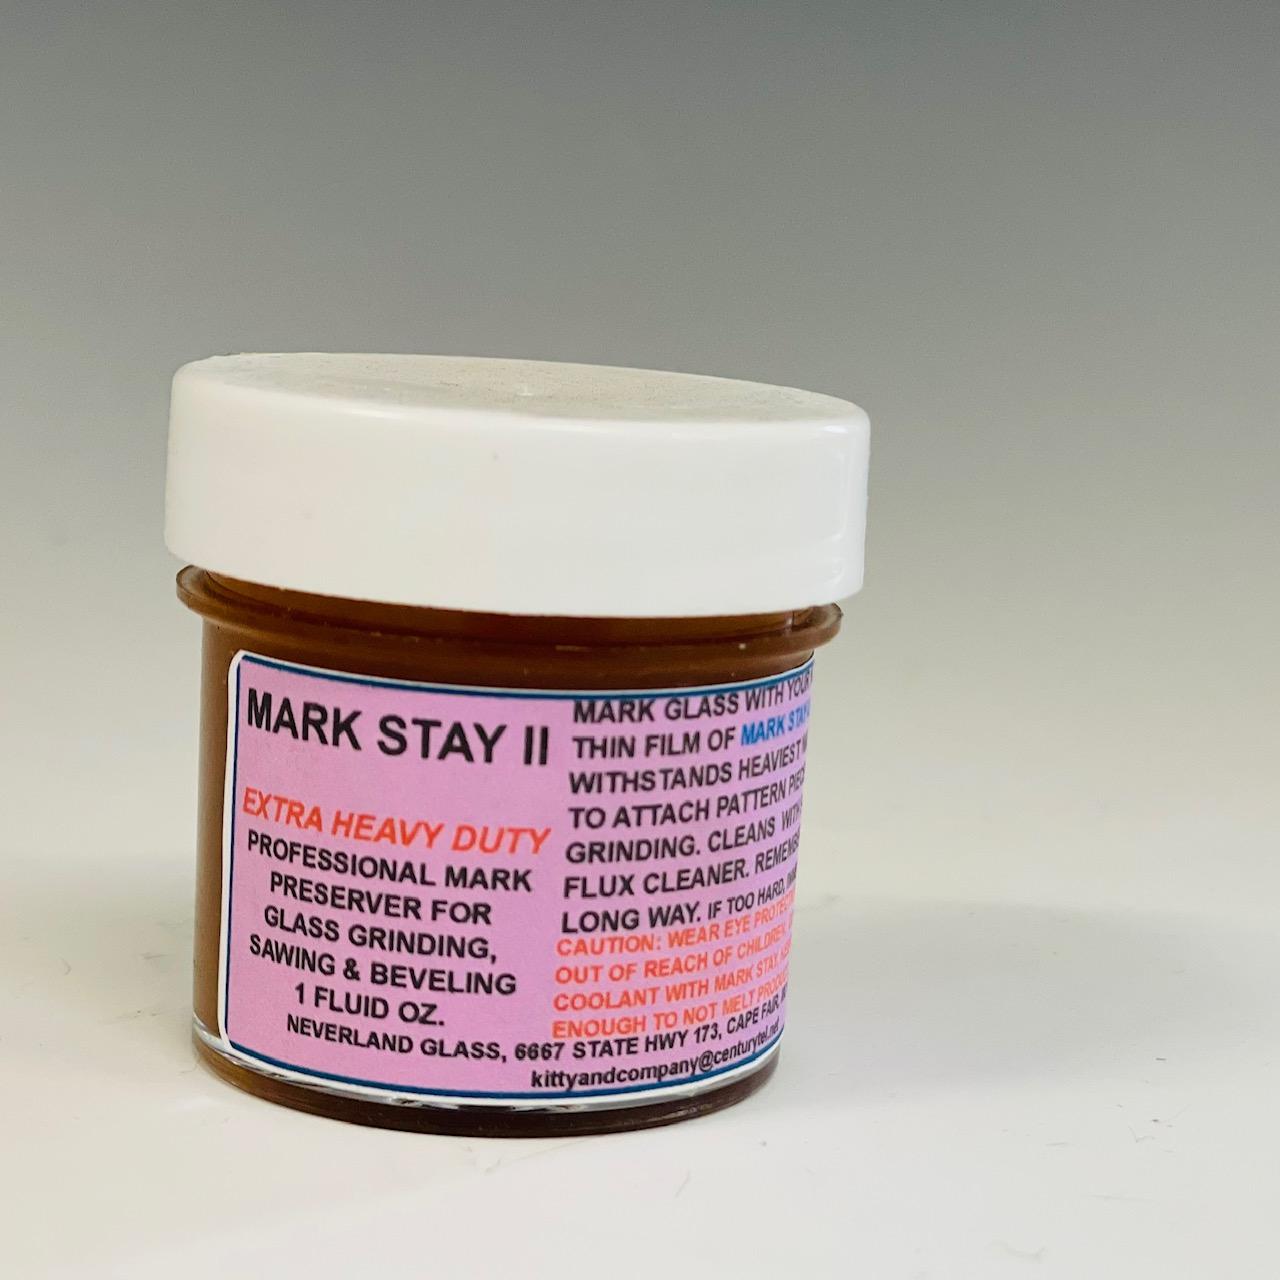 MARK STAY II
EXTRA HEAVY DUTY
PROFESSIONAL MARK
PRESERVER FOR
GLASS GRINDING,
SAWING & BEVELING
1 FLUID OZ.
MARK GLASS WITH YOUR
THIN FILM OF MARK STAY
WITHSTANDS HEAVIEST
TO ATTACH PATTERN
GRINDING. CLEANS
FLUX CLEANER.
LONG WAY. IF TOO HARD,
CAUTION: WEAR EYE
OUT OF REACH OF CHILDREN.
COOLANT WITH MARK STAY.
ENOUGH TO NOT MELT
NEVERLAND GLASS, 6667 STATE HWY 173, CAPE FAIR,
kittyandcompany@centurytel.net